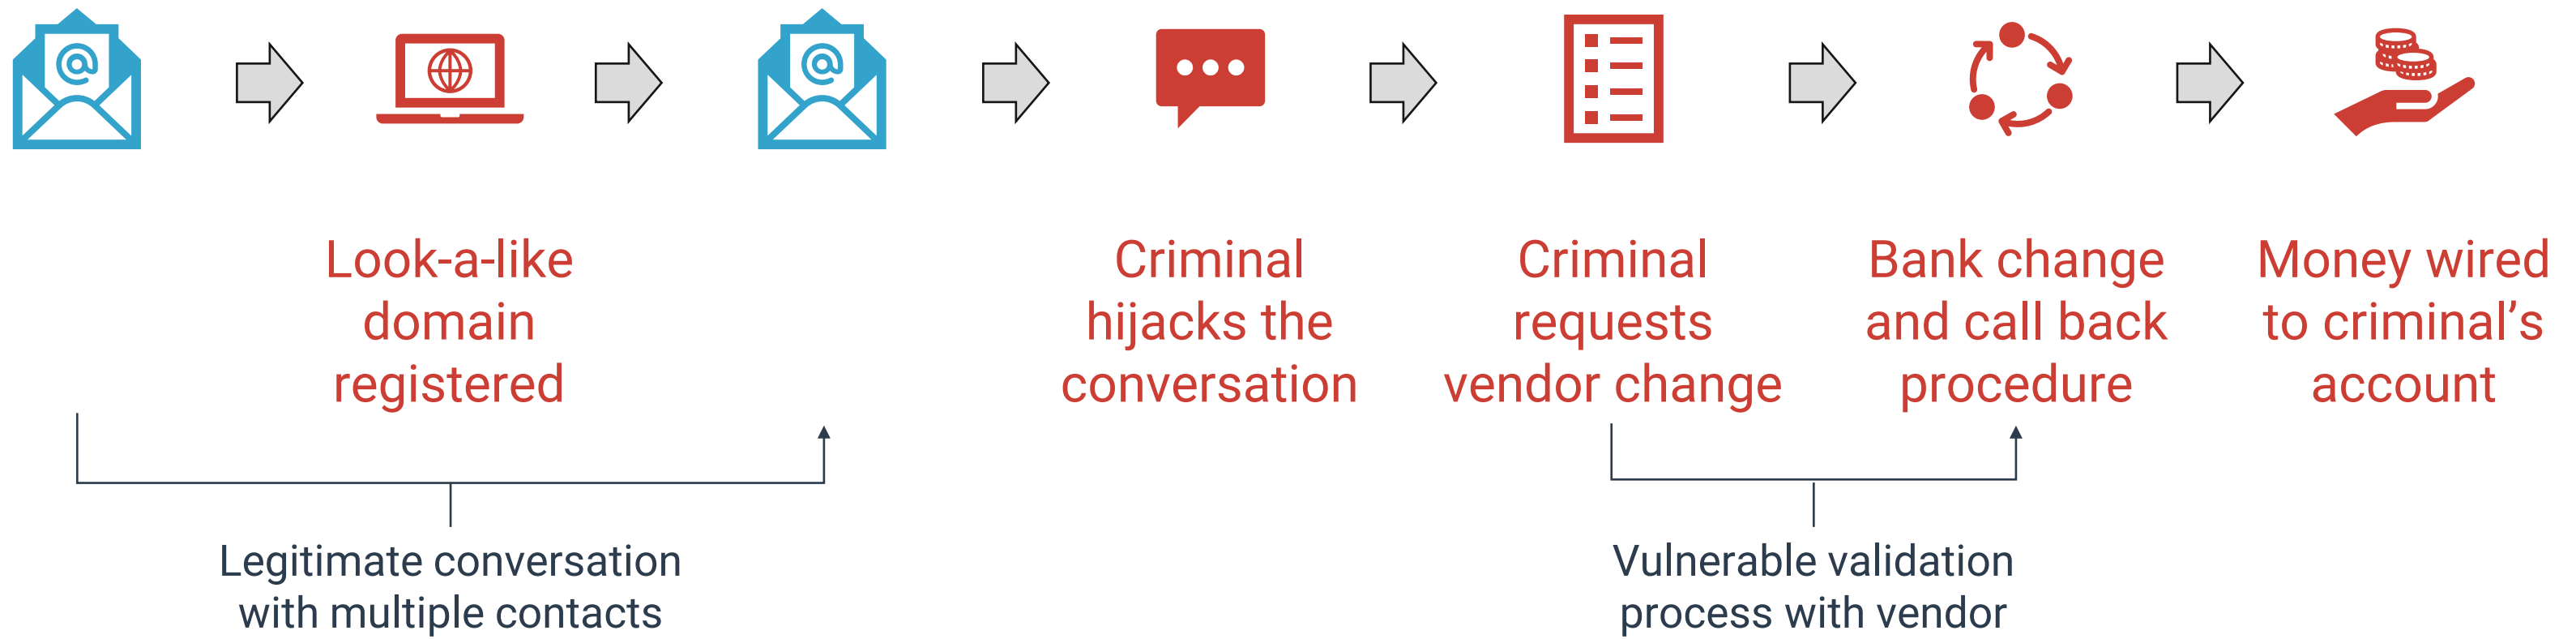 Look-a-like
domain
registered
Criminal
hijacks the
conversation
Criminal
requests
vendor change
Bank change
and call back
procedure
Money wired
to criminal’s
account
Legitimate conversation
with multiple contacts
Vulnerable validation
process with vendor